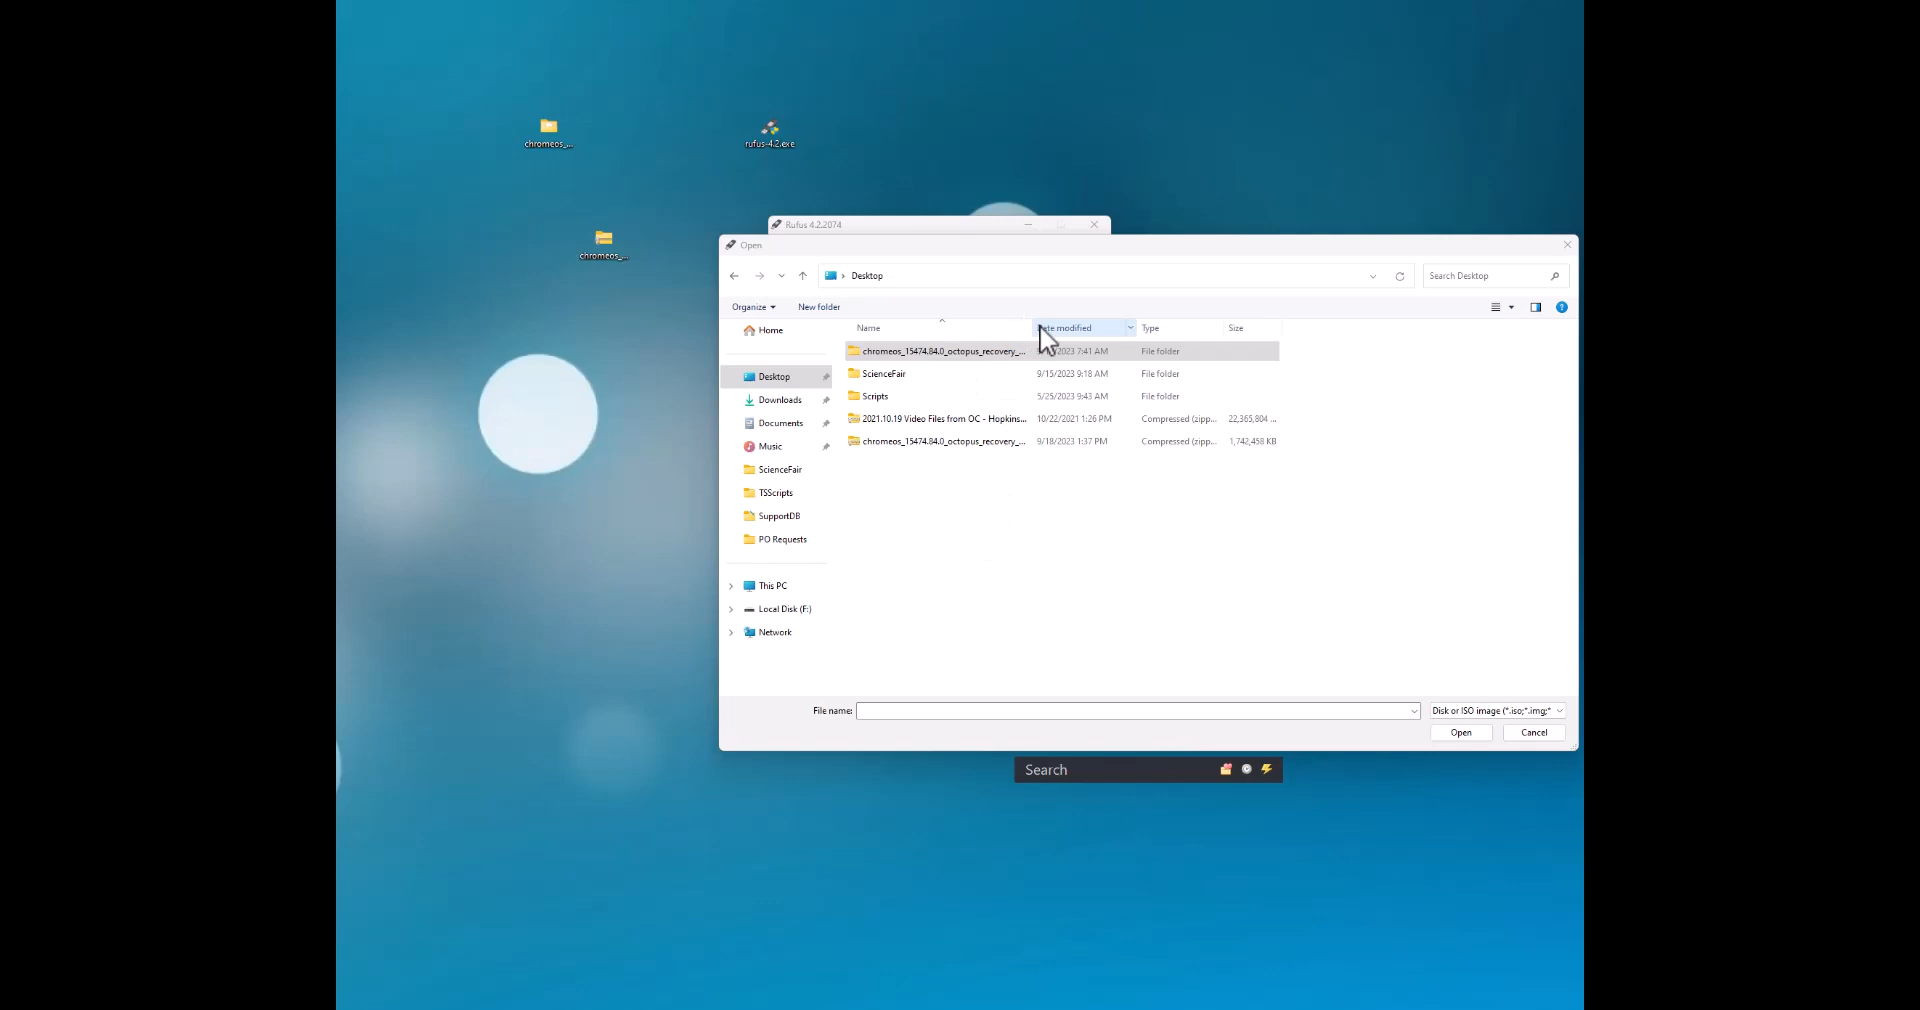 chromeos_...
rufus-4.2.exe
chromeos_...
Rufus 4.2.2074
Open
Desktop
Search Desktop
Organize
New folder
Name
modified
Type
Size
Home
chromeos_15474.84.0_octopus_recovery_...
2023 7:41 AM
File folder
ScienceFair
9/15/2023 9:18 AM
File folder
Desktop
Scripts
5/25/2023 9:43 AM
File folder
Downloads
2021.10.19 Video Files from OC - Hopkins...
10/22/2021 1:26 PM
Compressed (zipp...
22,365,804 ...
Documents
chromeos_15474.84.0_octopus_recovery_...
9/18/2023 1:37 PM
Compressed (zipp...
1,742,458 KB
Music
ScienceFair
TSScripts
SupportDB
PO Requests
This PC
Local Disk (F:)
Network
File name:
Disk or ISO image (*.iso;*.img;*
Open
Cancel
Search